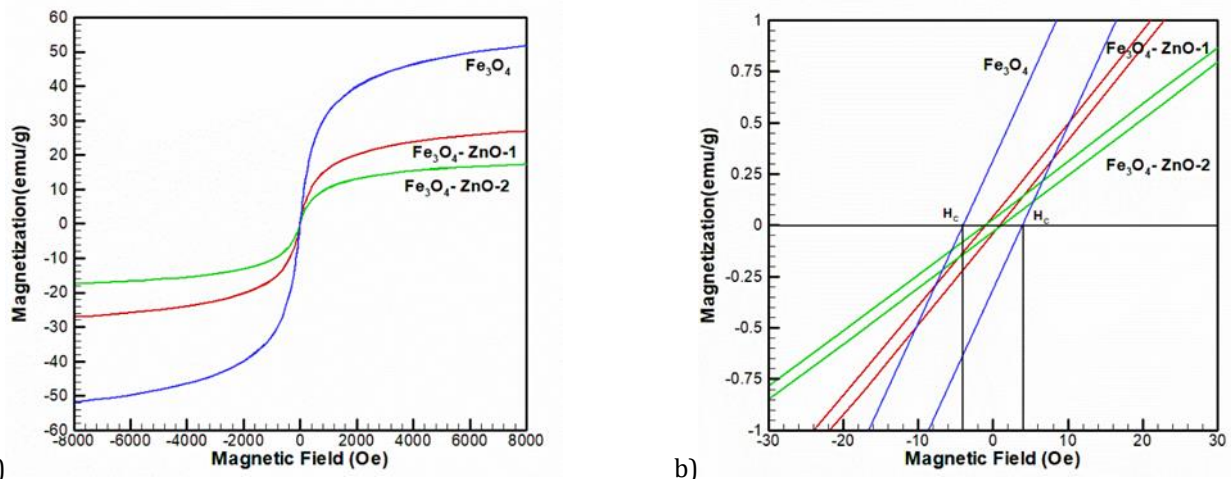 60
50
40
30
20
10
0
-10
-20
-30
-40
-50
-60
-8000 -6000 -4000 -2000 0 2000 4000 6000 8000
Magnetization(emu/g)
Magnetic Field (Oe)
Fe₃O₄
Fe₃O₄- ZnO-1
Fe₃O₄- ZnO-2
)
1
0.75
0.5
0.25
0
-0.25
-0.5
-0.75
-1
-30 -20 -10 0 10 20 30
Magnetization(emu/g)
Magnetic Field (Oe)
Fe₃O₄
Fe₃O₄- ZnO-1
Fe₃O₄- ZnO-2
H_C H_C
b)